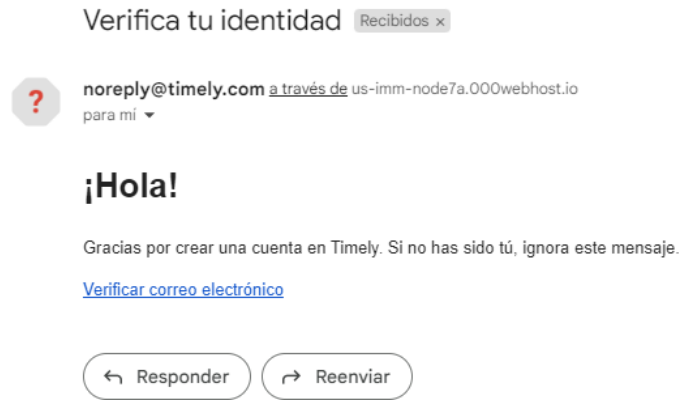 Verifica tu identidad Recibidos ×
?
noreply@timely.com a través de us-imm-node7a.000webhost.io
para mí
¡Hola!
Gracias por crear una cuenta en Timely. Si no has sido tú, ignora este mensaje.
Verificar correo electrónico
Responder Reenviar